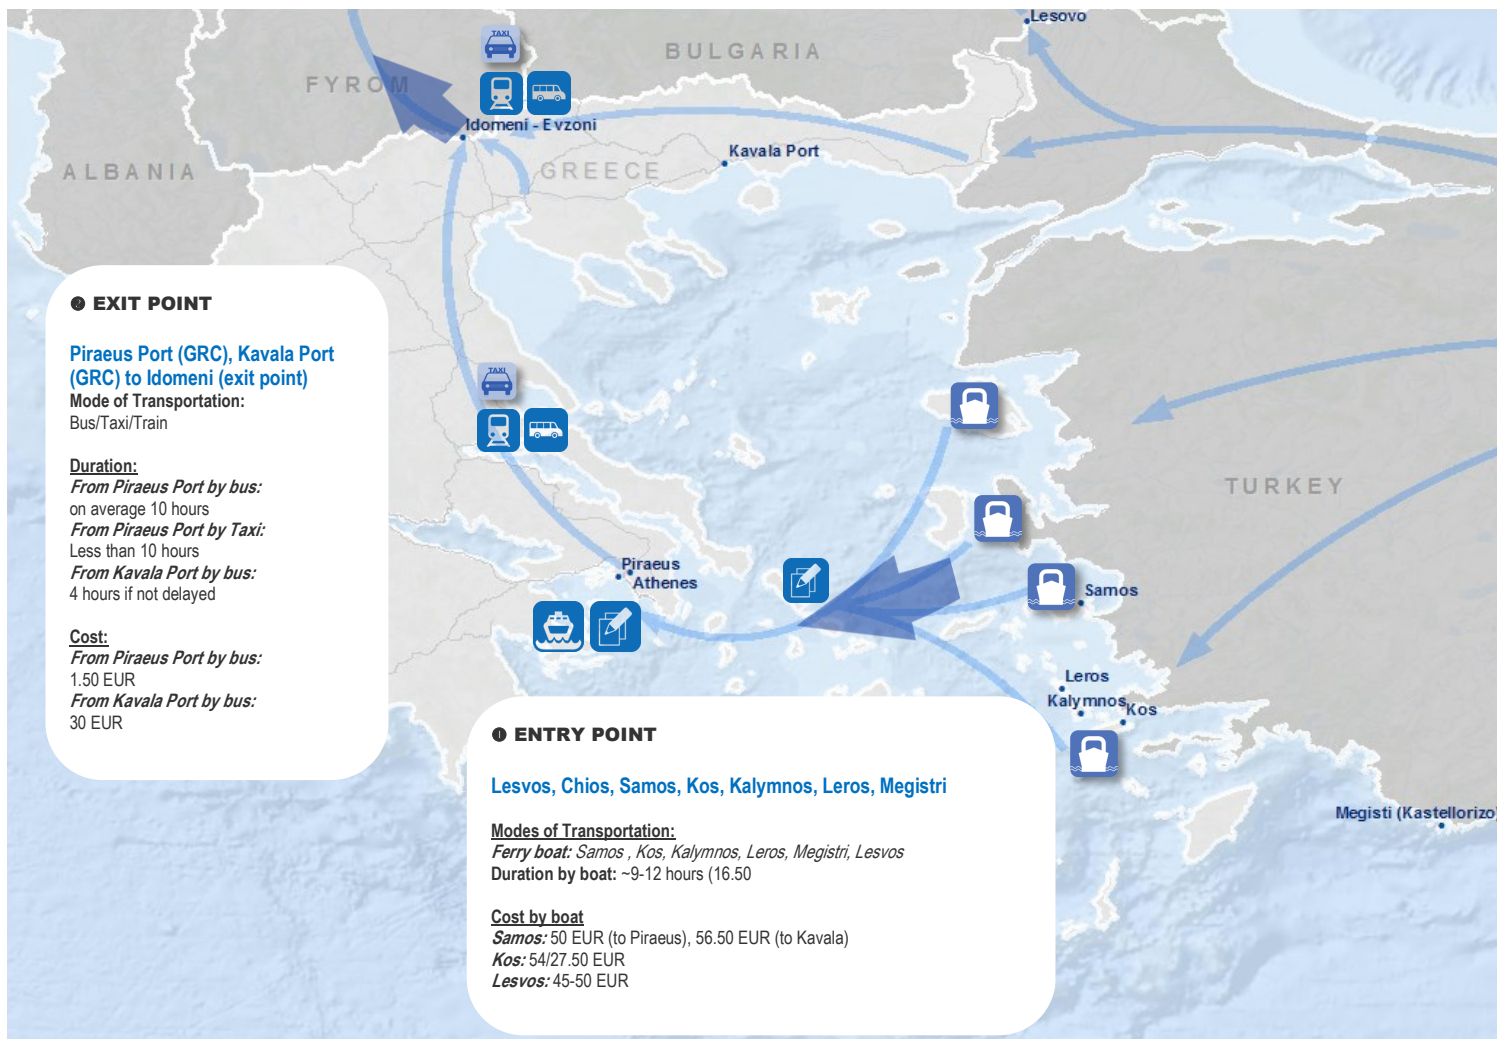 Lesovo
TAXI
BULGARIA
FYROM
Idomeni - Evzoni
Kavala Port
GREECE
ALBANIA
❷ EXIT POINT
Piraeus Port (GRC), Kavala Port
(GRC) to Idomeni (exit point)
Mode of Transportation:
Bus/Taxi/Train
Duration:
From Piraeus Port by bus:
on average 10 hours
From Piraeus Port by Taxi:
Less than 10 hours
From Kavala Port by bus:
4 hours if not delayed
Cost:
From Piraeus Port by bus:
1.50 EUR
From Kavala Port by bus:
30 EUR
TAXI
TURKEY
Piraeus
Athenes
Samos
Leros
Kalymnos
Kos
Megisti (Kastellorizo)
❶ ENTRY POINT
Lesvos, Chios, Samos, Kos, Kalymnos, Leros, Megistri
Modes of Transportation:
Ferry boat: Samos , Kos, Kalymnos, Leros, Megistri, Lesvos
Duration by boat: ~9-12 hours (16.50
Cost by boat
Samos: 50 EUR (to Piraeus), 56.50 EUR (to Kavala)
Kos: 54/27.50 EUR
Lesvos: 45-50 EUR